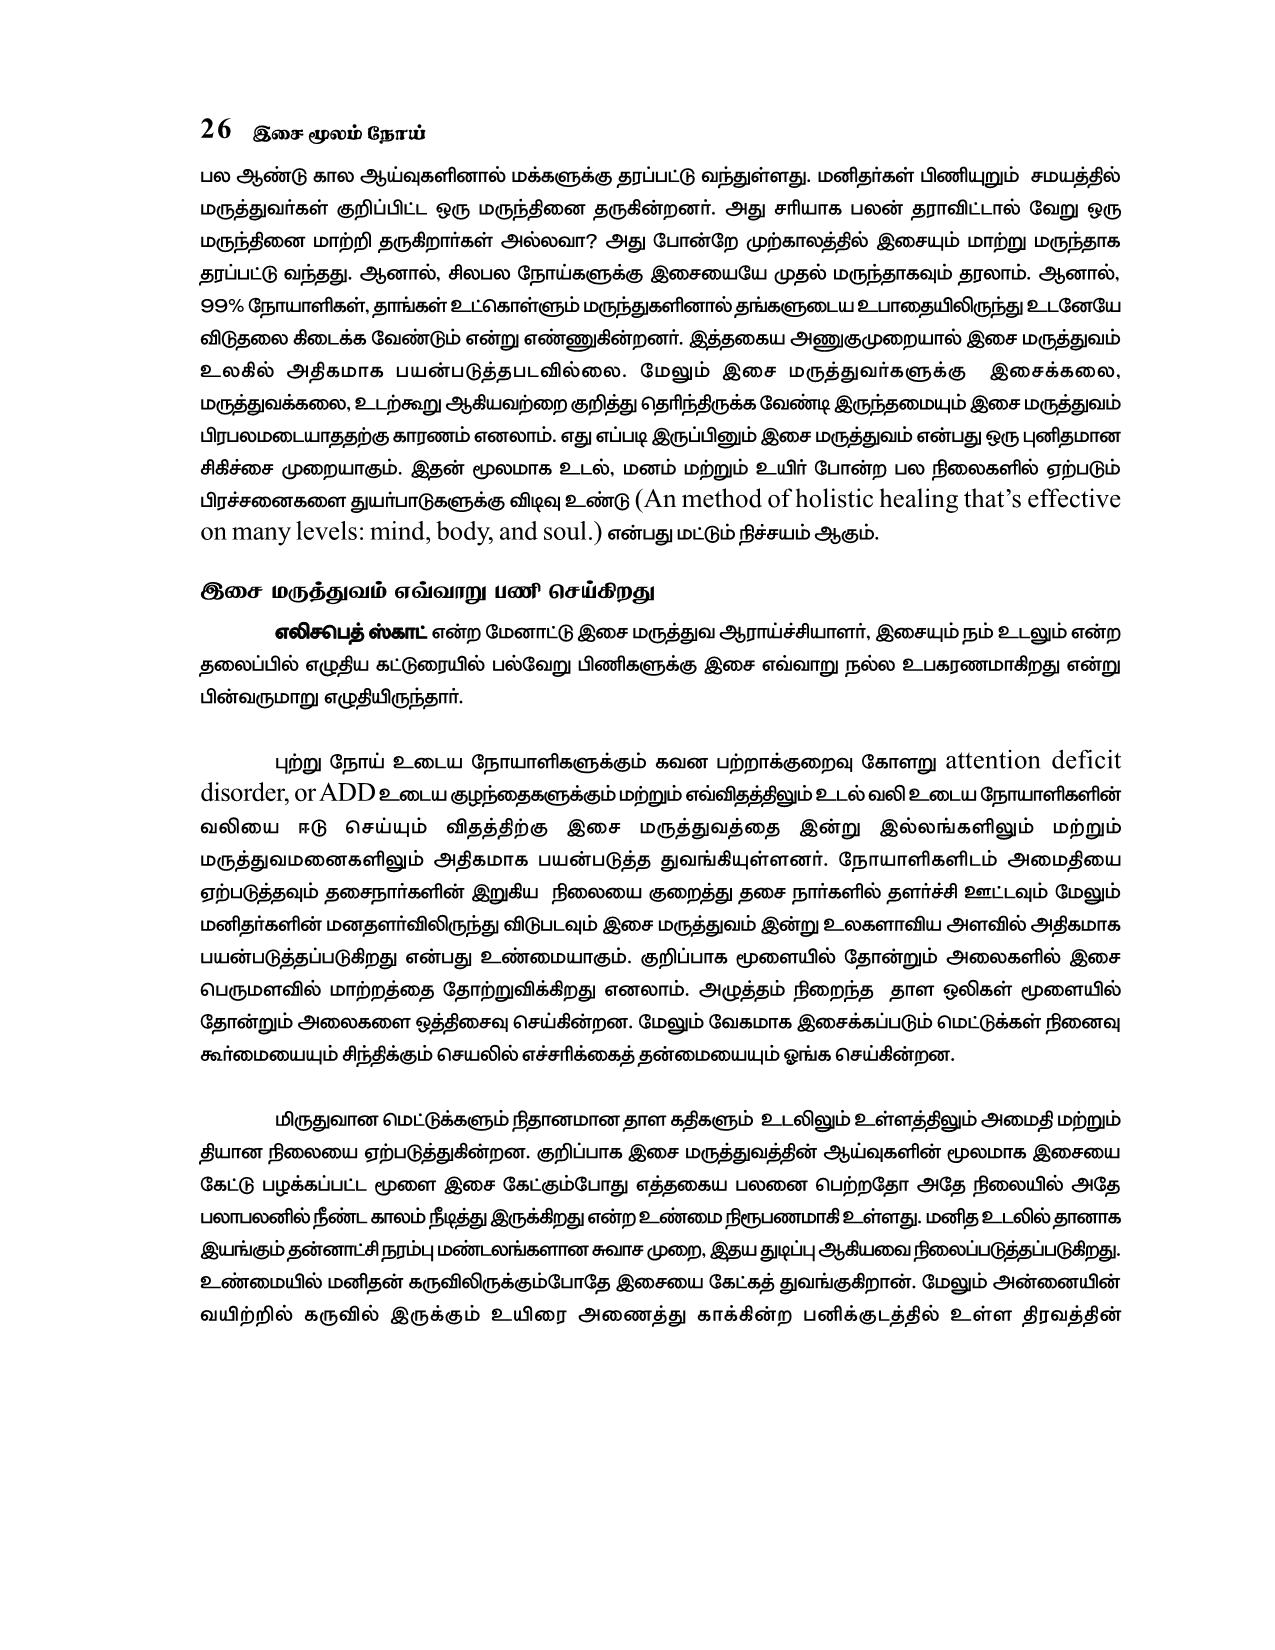 26 இசை மூலம் நோய்
பல ஆண்டு கால ஆய்வுகளினால் மக்களுக்கு தரப்பட்டு வந்துள்ளது. மனிதர்கள் பிணியுறும் சமயத்தில்
மருத்துவர்கள் குறிப்பிட்ட ஒரு மருந்தினை தருகின்றனர். அது சரியாக பலன் தராவிட்டால் வேறு ஒரு
மருந்தினை மாற்றி தருகிறார்கள் அல்லவா? அது போன்றே முற்காலத்தில் இசையும் மாற்று மருந்தாக
தரப்பட்டு வந்தது. ஆனால், சிலபல நோய்களுக்கு இசையையே முதல் மருந்தாகவும் தரலாம். ஆனால்,
99% நோயாளிகள், தாங்கள் உட்கொள்ளும் மருந்துகளினால் தங்களுடைய உபாதையிலிருந்து உடனேயே
விடுதலை கிடைக்க வேண்டும் என்று எண்ணுகின்றனர். இத்தகைய அணுகுமுறையால் இசை மருத்துவம்
உலகில் அதிகமாக பயன்படுத்தபடவில்லை. மேலும் இசை மருத்துவர்களுக்கு இசைக்கலை,
மருத்துவக்கலை, உடற்கூறு ஆகியவற்றை குறித்து தெரிந்திருக்க வேண்டி இருந்தமையும் இசை மருத்துவம்
பிரபலமடையாததற்கு காரணம் எனலாம். எது எப்படி இருப்பினும் இசை மருத்துவம் என்பது ஒரு புனிதமான
சிகிச்சை முறையாகும். இதன் மூலமாக உடல், மனம் மற்றும் உயிர் போன்ற பல நிலைகளில் ஏற்படும்
பிரச்சனைகளை துயர்பாடுகளுக்கு விடிவு உண்டு (An method of holistic healing that’s effective
on many levels: mind, body, and soul.) என்பது மட்டும் நிச்சயம் ஆகும்.
இசை மருத்துவம் எவ்வாறு பணி செய்கிறது
எலிசபெத் ஸ்காட் என்ற மேனாட்டு இசை மருத்துவ ஆராய்ச்சியாளர், இசையும் நம் உடலும் என்ற
தலைப்பில் எழுதிய கட்டுரையில் பல்வேறு பிணிகளுக்கு இசை எவ்வாறு நல்ல உபகரணமாகிறது என்று
பின்வருமாறு எழுதியிருந்தார்.
புற்று நோய் உடைய நோயாளிகளுக்கும் கவன பற்றாக்குறைவு கோளறு attention deficit
disorder, or ADD உடைய குழந்தைகளுக்கும் மற்றும் எவ்விதத்திலும் உடல் வலி உடைய நோயாளிகளின்
வலியை ஈடு செய்யும் விதத்திற்கு இசை மருத்துவத்தை இன்று இல்லங்களிலும் மற்றும்
மருத்துவமனைகளிலும் அதிகமாக பயன்படுத்த துவங்கியுள்ளனர். நோயாளிகளிடம் அமைதியை
ஏற்படுத்தவும் தசைநார்களின் இறுகிய நிலையை குறைத்து தசை நார்களில் தளர்ச்சி ஊட்டவும் மேலும்
மனிதர்களின் மனதளர்விலிருந்து விடுபடவும் இசை மருத்துவம் இன்று உலகளாவிய அளவில் அதிகமாக
பயன்படுத்தப்படுகிறது என்பது உண்மையாகும். குறிப்பாக மூளையில் தோன்றும் அலைகளில் இசை
பெருமளவில் மாற்றத்தை தோற்றுவிக்கிறது எனலாம். அழுத்தம் நிறைந்த தாள ஒலிகள் மூளையில்
தோன்றும் அலைகளை ஒத்திசைவு செய்கின்றன. மேலும் வேகமாக இசைக்கப்படும் மெட்டுக்கள் நினைவு
கூர்மையையும் சிந்திக்கும் செயலில் எச்சரிக்கைத் தன்மையையும் ஓங்க செய்கின்றன.
மிருதுவான மெட்டுக்களும் நிதானமான தாள கதிகளும் உடலிலும் உள்ளத்திலும் அமைதி மற்றும்
தியான நிலையை ஏற்படுத்துகின்றன. குறிப்பாக இசை மருத்துவத்தின் ஆய்வுகளின் மூலமாக இசையை
கேட்டு பழக்கப்பட்ட மூளை இசை கேட்கும்போது எத்தகைய பலனை பெற்றதோ அதே நிலையில் அதே
பலாபலனில் நீண்ட காலம் நீடித்து இருக்கிறது என்ற உண்மை நிரூபணமாகி உள்ளது. மனித உடலில் தானாக
இயங்கும் தன்னாட்சி நரம்பு மண்டலங்களான சுவாச முறை, இதய துடிப்பு ஆகியவை நிலைப்படுத்தப்படுகிறது.
உண்மையில் மனிதன் கருவிலிருக்கும்போதே இசையை கேட்கத் துவங்குகிறான். மேலும் அன்னையின்
வயிற்றில் கருவில் இருக்கும் உயிரை அணைத்து காக்கின்ற பனிக்குடத்தில் உள்ள திரவத்தின்